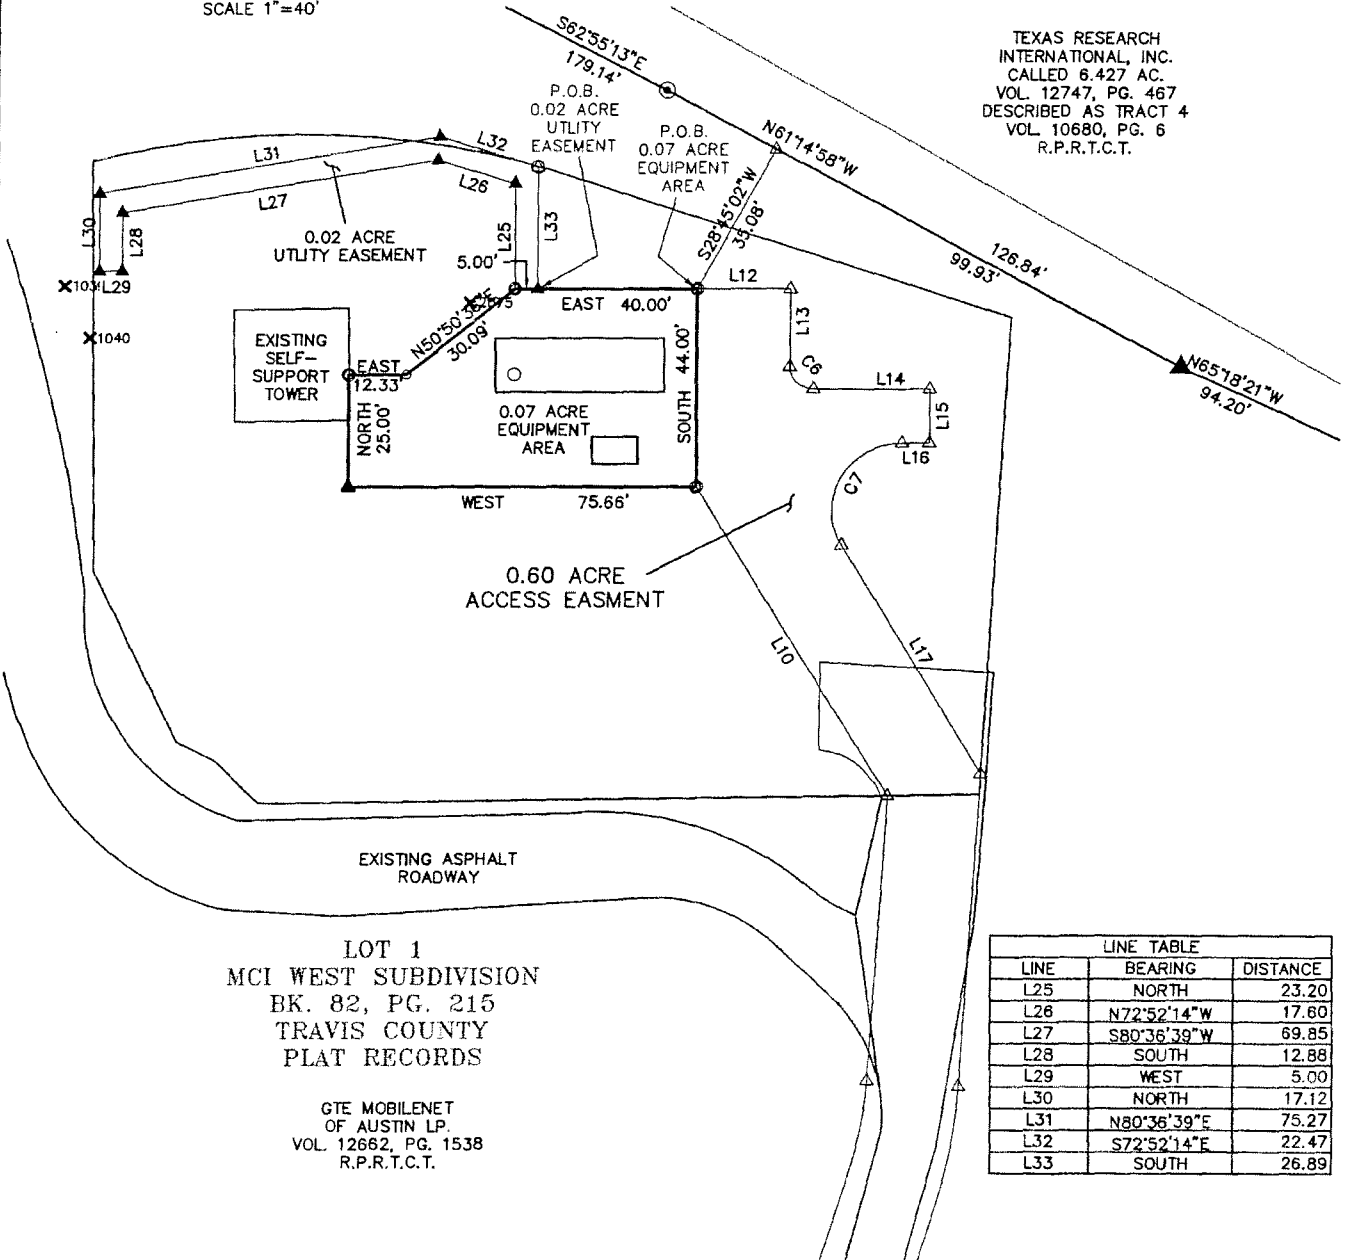 SCALE 1"=40'
S62°55'13"E
179.14'
TEXAS RESEARCH
INTERNATIONAL, INC.
CALLED 6.427 AC.
VOL. 12747, PG. 467
DESCRIBED AS TRACT 4
VOL. 10680, PG. 6
R.P.R.T.C.T.
P.O.B.
0.02 ACRE
UTLITY
EASEMENT
P.O.B.
0.07 ACRE
EQUIPMENT
AREA
N61°14'58"W
S28°45'02"W
35.08'
126.84'
99.93'
N65°18'21"W
94.20'
L31
L32
L27
L26
L30
L28
L29
L25
L33
0.02 ACRE
UTLITY EASEMENT
5.00'
L12
L13
EAST 40.00'
1040
EXISTING
SELF-
SUPPORT
TOWER
EAST
12.33'
N50°50'36"E
30.09'
NORTH
25.00'
SOUTH 44.00'
0.07 ACRE
EQUIPMENT
AREA
C6
L14
L15
L16
C7
WEST 75.66'
0.60 ACRE
ACCESS EASMENT
L10
L17
EXISTING ASPHALT
ROADWAY
LOT 1
MCI WEST SUBDIVISION
BK. 82, PG. 215
TRAVIS COUNTY
PLAT RECORDS
GTE MOBILENET
OF AUSTIN LP.
VOL. 12662, PG. 1538
R.P.R.T.C.T.
LINE TABLE
LINE BEARING DISTANCE
L25 NORTH 23.20
L26 N72°52'14"W 17.60
L27 S80°36'39"W 69.85
L28 SOUTH 12.88
L29 WEST 5.00
L30 NORTH 17.12
L31 N80°36'39"E 75.27
L32 S72°52'14"E 22.47
L33 SOUTH 26.89